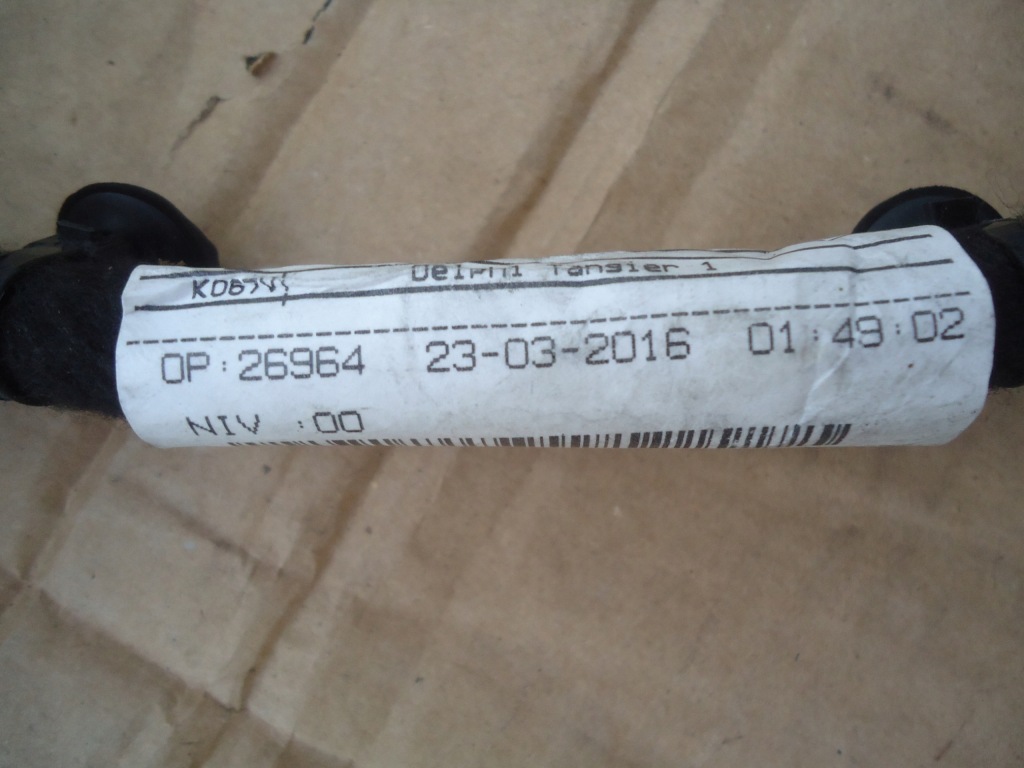 Delphi Tangier 1
OP:26964 23-03-2016 01:49:02
NIV :00